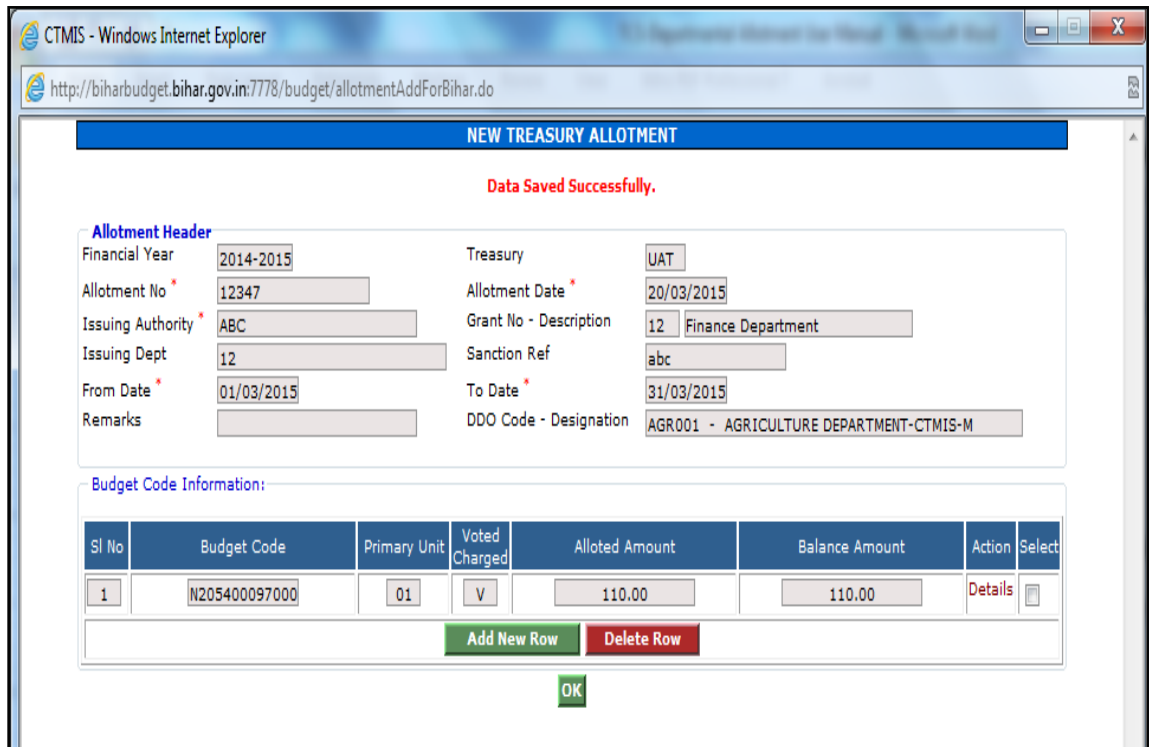 CTMIS - Windows Internet Explorer
http://biharbudget.bihar.gov.in:7778/budget/allotmentAddForBihar.do
NEW TREASURY ALLOTMENT
Data Saved Successfully.
Allotment Header
Financial Year 2014-2015 Treasury UAT
Allotment No * 12347 Allotment Date * 20/03/2015
Issuing Authority * ABC Grant No - Description 12 Finance Department
Issuing Dept 12 Sanction Ref abc
From Date * 01/03/2015 To Date * 31/03/2015
Remarks DDO Code - Designation AGR001 - AGRICULTURE DEPARTMENT-CTMIS-M
Budget Code Information:
Sl No Budget Code Primary Unit Voted Charged Alloted Amount Balance Amount Action Select
1 N205400097000 01 V 110.00 110.00 Details
Add New Row Delete Row
OK